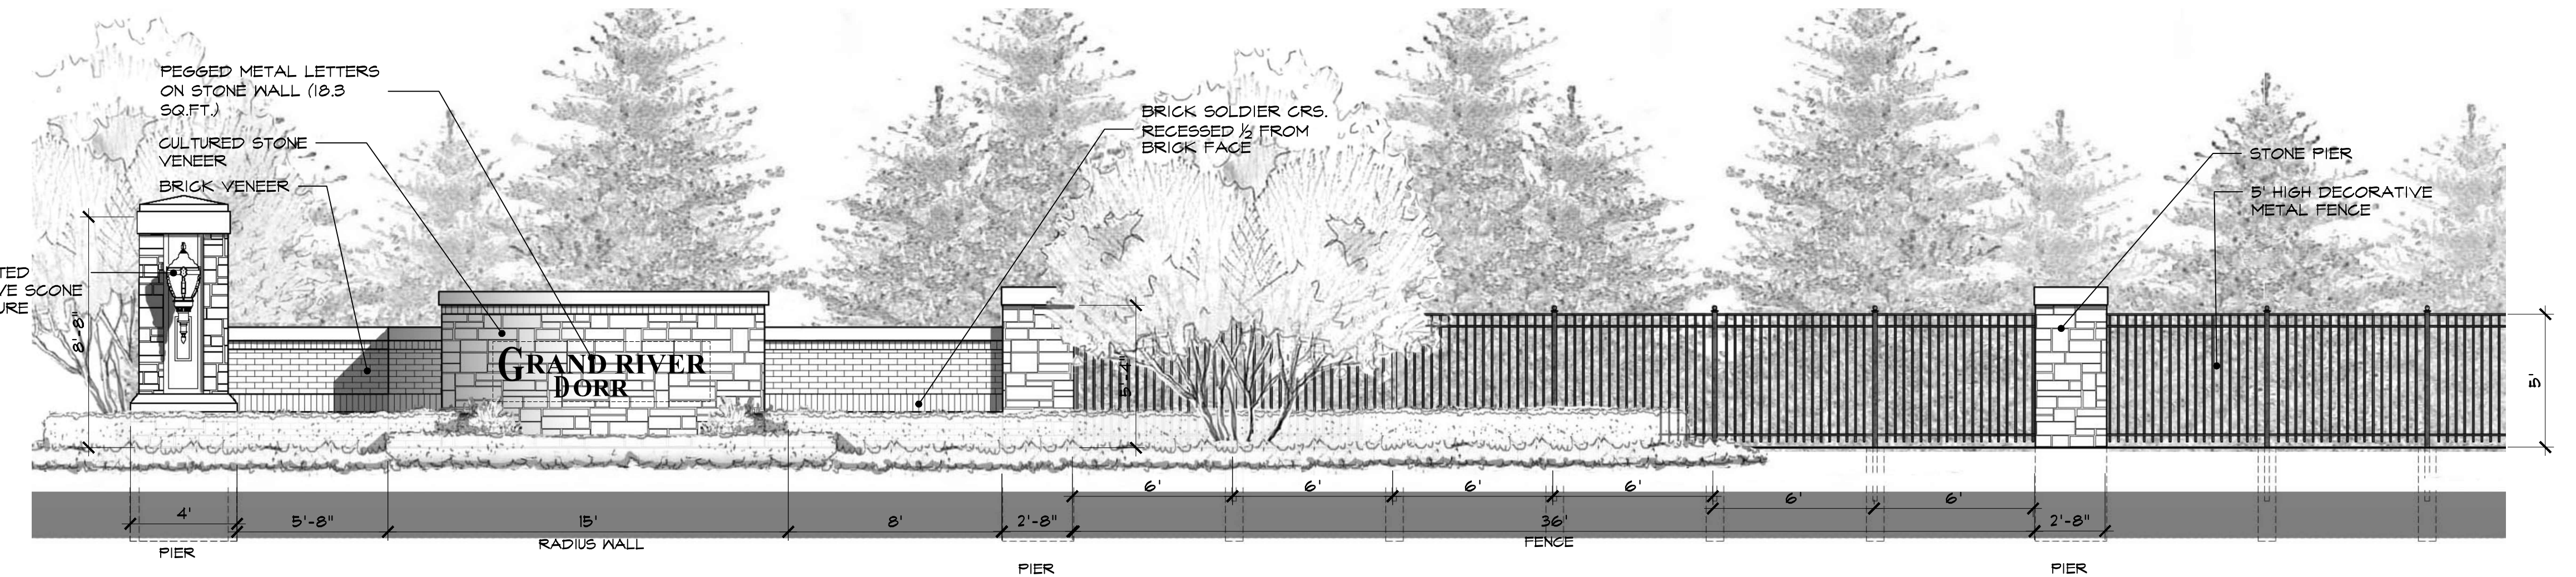 PEGGED METAL LETTERS
ON STONE WALL (18.3
SQ.FT.)
CULTURED STONE
VENEER
BRICK VENEER
TED
VE SCONE
URE
8'-8"
GRAND RIVER
DORR
BRICK SOLDIER CRS.
RECESSED ½ FROM
BRICK FACE
5'-4"
STONE PIER
5' HIGH DECORATIVE
METAL FENCE
5'
6'
6'
6'
6'
6'
6'
4'
5'-8"
15'
8'
2'-8"
36'
2'-8"
PIER
RADIUS WALL
FENCE
PIER
PIER